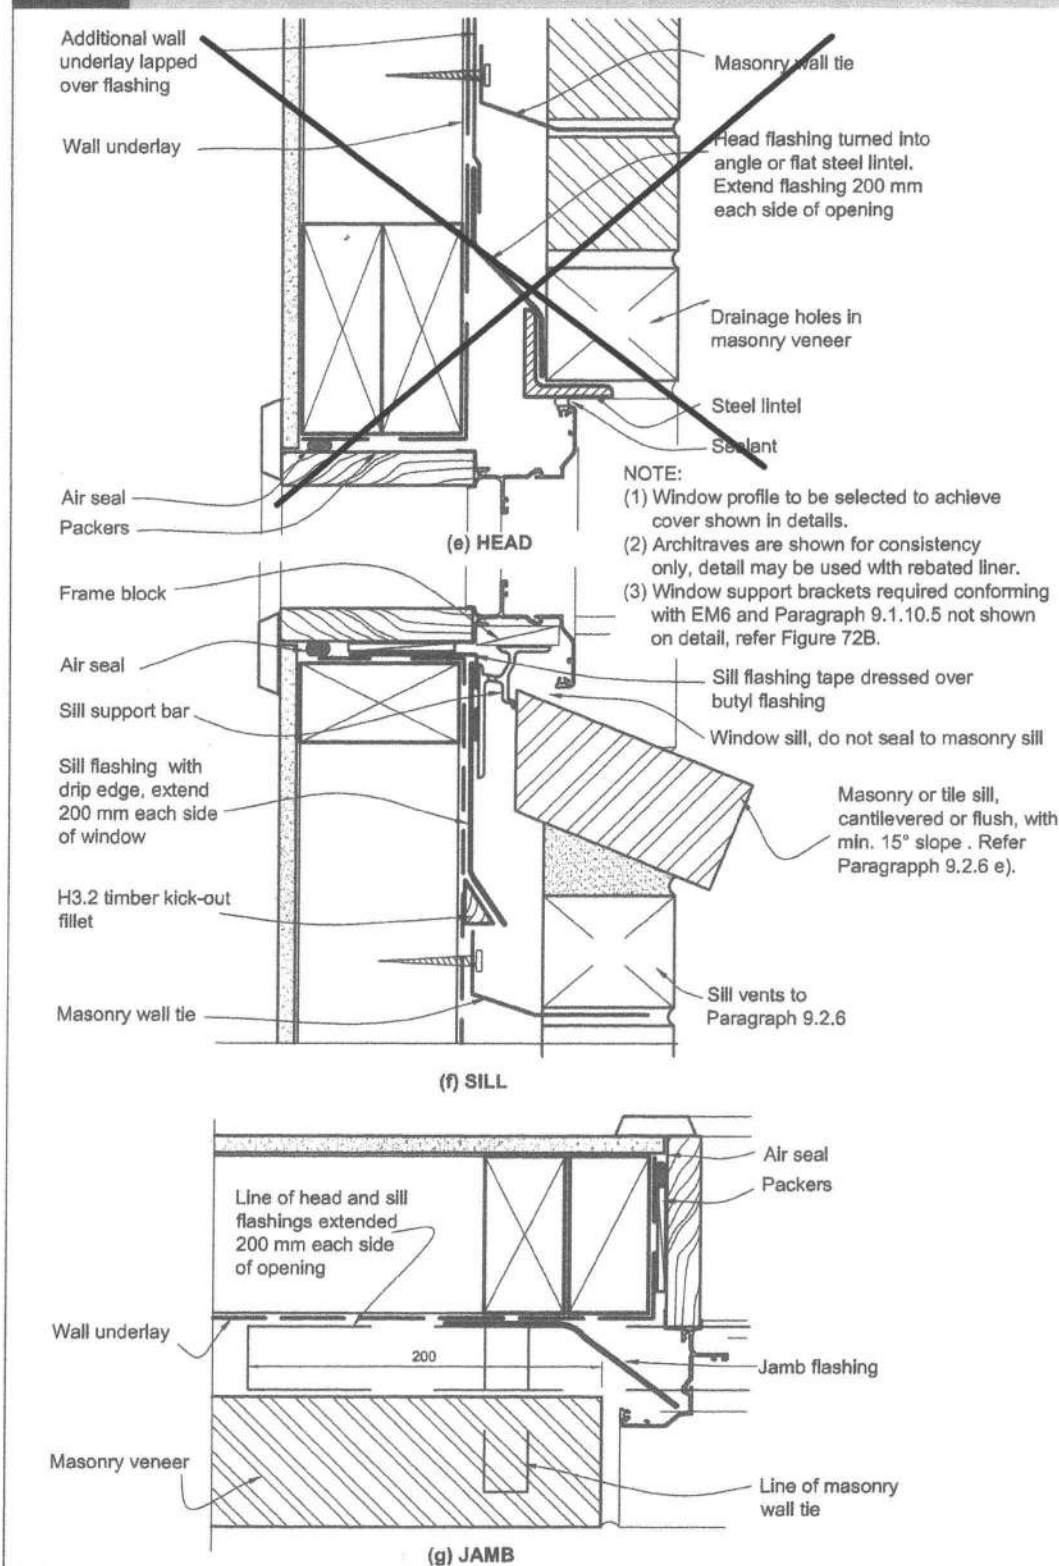 Additional wall
underlay lapped
over flashing
Masonry wall tie
Wall underlay
Head flashing turned into
angle or flat steel lintel.
Extend flashing 200 mm
each side of opening
Drainage holes in
masonry veneer
Steel lintel
Sealant
Air seal
Packers
(e) HEAD
NOTE:
(1) Window profile to be selected to achieve
cover shown in details.
(2) Architraves are shown for consistency
only, detail may be used with rebated liner.
(3) Window support brackets required conforming
with EM6 and Paragraph 9.1.10.5 not shown
on detail, refer Figure 72B.
Frame block
Air seal
Sill support bar
Sill flashing with
drip edge, extend
200 mm each side
of window
H3.2 timber kick-out
fillet
Masonry wall tie
Sill flashing tape dressed over
butyl flashing
Window sill, do not seal to masonry sill
Masonry or tile sill,
cantilevered or flush, with
min. 15° slope . Refer
Paragrapph 9.2.6 e).
Sill vents to
Paragraph 9.2.6
(f) SILL
Line of head and sill
flashings extended
200 mm each side
of opening
Air seal
Packers
Wall underlay
200
Jamb flashing
Masonry veneer
Line of masonry
wall tie
(g) JAMB